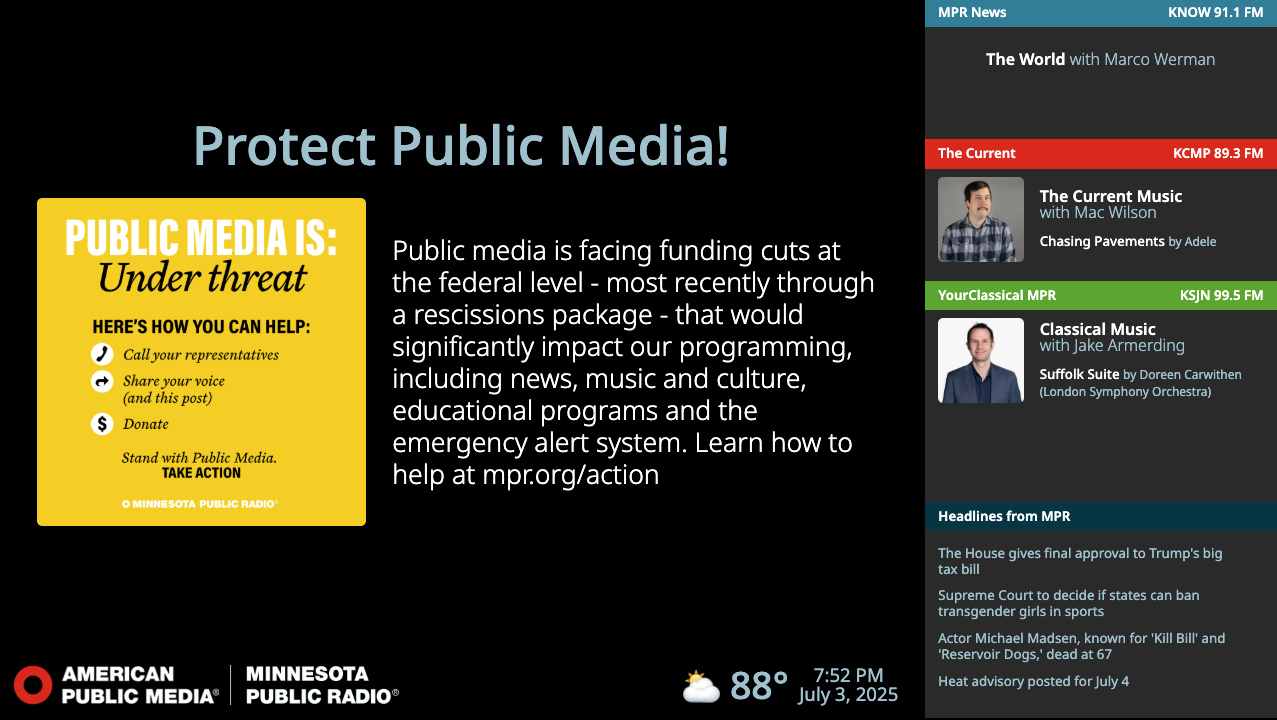 Protect Public Media!
PUBLIC MEDIA IS:
Under threat
HERE'S HOW YOU CAN HELP:
Call your representatives
Share your voice
(and this post)
$ Donate
Stand with Public Media.
TAKE ACTION
MINNESOTA PUBLIC RADIO®
Public media is facing funding cuts at
the federal level - most recently through
a rescissions package - that would
significantly impact our programming,
including news, music and culture,
educational programs and the
emergency alert system. Learn how to
help at mpr.org/action
AMERICAN
PUBLIC MEDIA®
MINNESOTA
PUBLIC RADIO®
88°
7:52 PM
July 3, 2025
MPR News KNOW 91.1 FM
The World with Marco Werman
The Current KCMP 89.3 FM
The Current Music
with Mac Wilson
Chasing Pavements by Adele
YourClassical MPR KSJN 99.5 FM
Classical Music
with Jake Armerding
Suffolk Suite by Doreen Carwithen
(London Symphony Orchestra)
Headlines from MPR
The House gives final approval to Trump's big
tax bill
Supreme Court to decide if states can ban
transgender girls in sports
Actor Michael Madsen, known for 'Kill Bill' and
'Reservoir Dogs,' dead at 67
Heat advisory posted for July 4